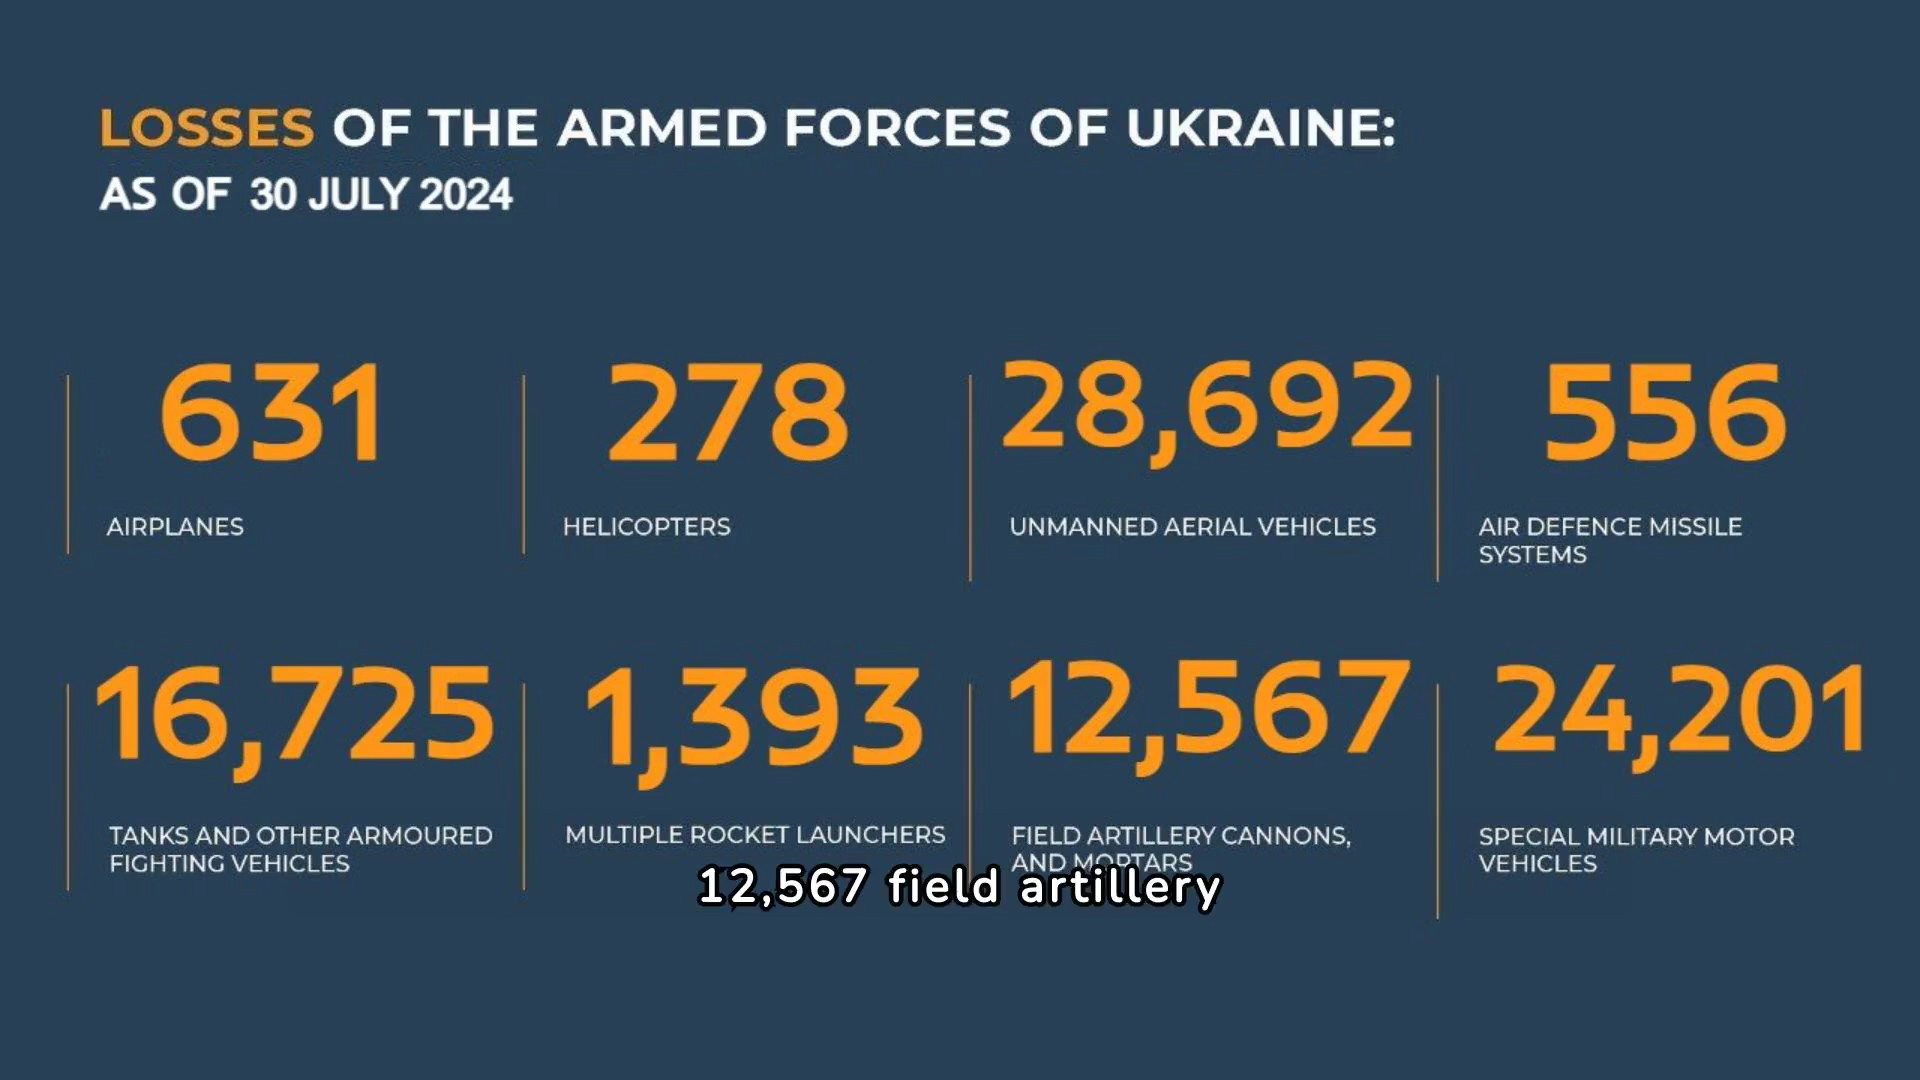 LOSSES OF THE ARMED FORCES OF UKRAINE:
AS OF 30 JULY 2024
631
278
28,692
556
AIRPLANES
HELICOPTERS
UNMANNED AERIAL VEHICLES
AIR DEFENCE MISSILE
SYSTEMS
16,725
1,393
12,567
24,201
TANKS AND OTHER ARMOURED
FIGHTING VEHICLES
MULTIPLE ROCKET LAUNCHERS
FIELD ARTILLERY CANNONS,
AND MORTARS
SPECIAL MILITARY MOTOR
VEHICLES
12,567 field artillery